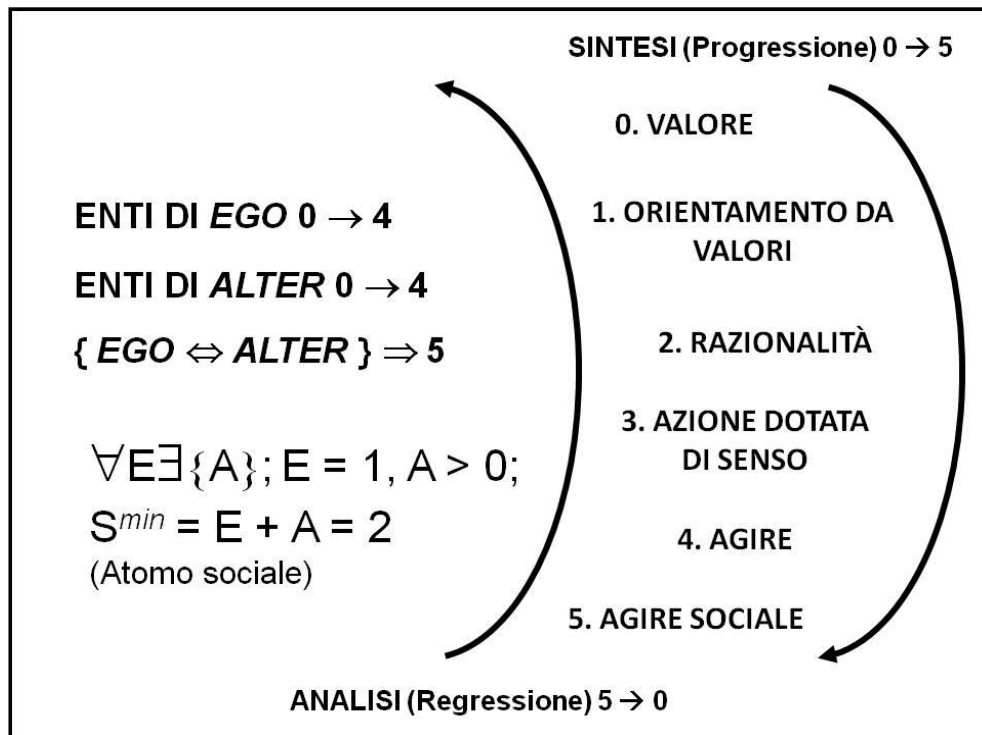 SINTESI (Progressione) 0 → 5
0. VALORE
1. ORIENTAMENTO DA
VALORI
2. RAZIONALITÀ
3. AZIONE DOTATA
DI SENSO
4. AGIRE
5. AGIRE SOCIALE
ENTI DI EGO 0 → 4
ENTI DI ALTER 0 → 4
{ EGO ⇔ ALTER } ⇒ 5
∀E∃{A}; E = 1, A > 0;
S^min = E + A = 2
(Atomo sociale)
ANALISI (Regressione) 5 → 0